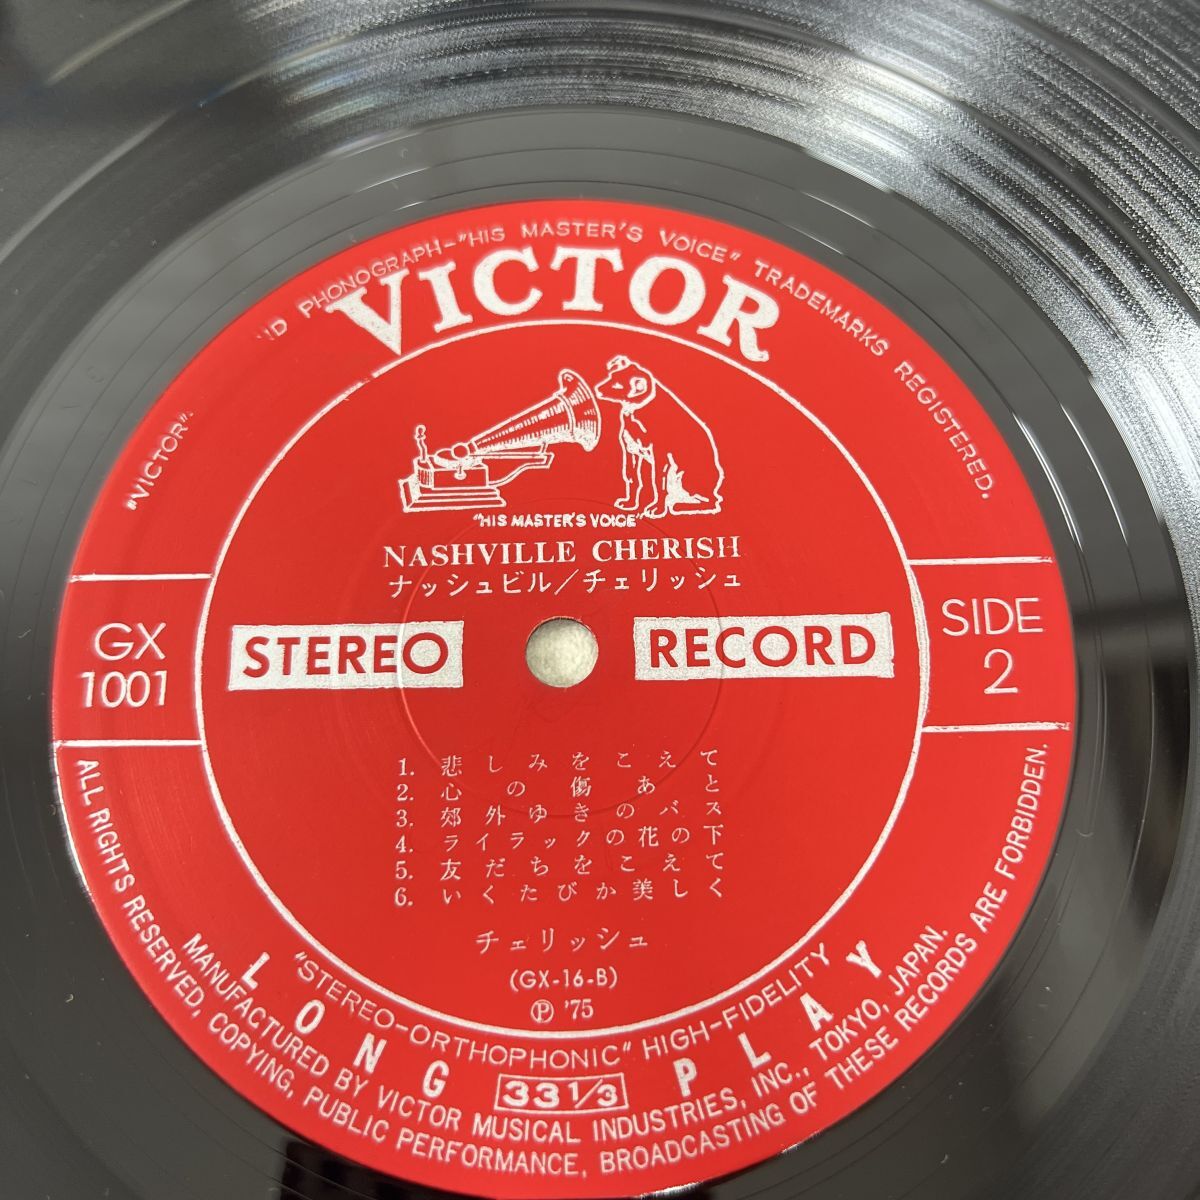 "VICTOR"
PHONOGRAPH-"HIS MASTER'S VOICE" TRADEMARKS REGISTERED.
VICTOR
"HIS MASTER'S VOICE"
NASHVILLE CHERISH
ナッシュビル/チェリッシュ
GX
1001
STEREO
RECORD
SIDE
2
1. 悲しみをこえて
2. 心の傷あと
3. 郊外ゆきのバス
4. ライラックの花の下
5. 友だちをこえて
6. いくたびか美しく
チェリッシュ
(GX-16-B)
Ⓟ '75
"STEREO-ORTHOPHONIC" HIGH-FIDELITY
LONG 33 1/3 PLAY
MANUFACTURED BY VICTOR MUSICAL INDUSTRIES, INC., TOKYO, JAPAN.
ALL RIGHTS RESERVED, COPYING, PUBLIC PERFORMANCE, BROADCASTING OF THESE RECORDS ARE FORBIDDEN.